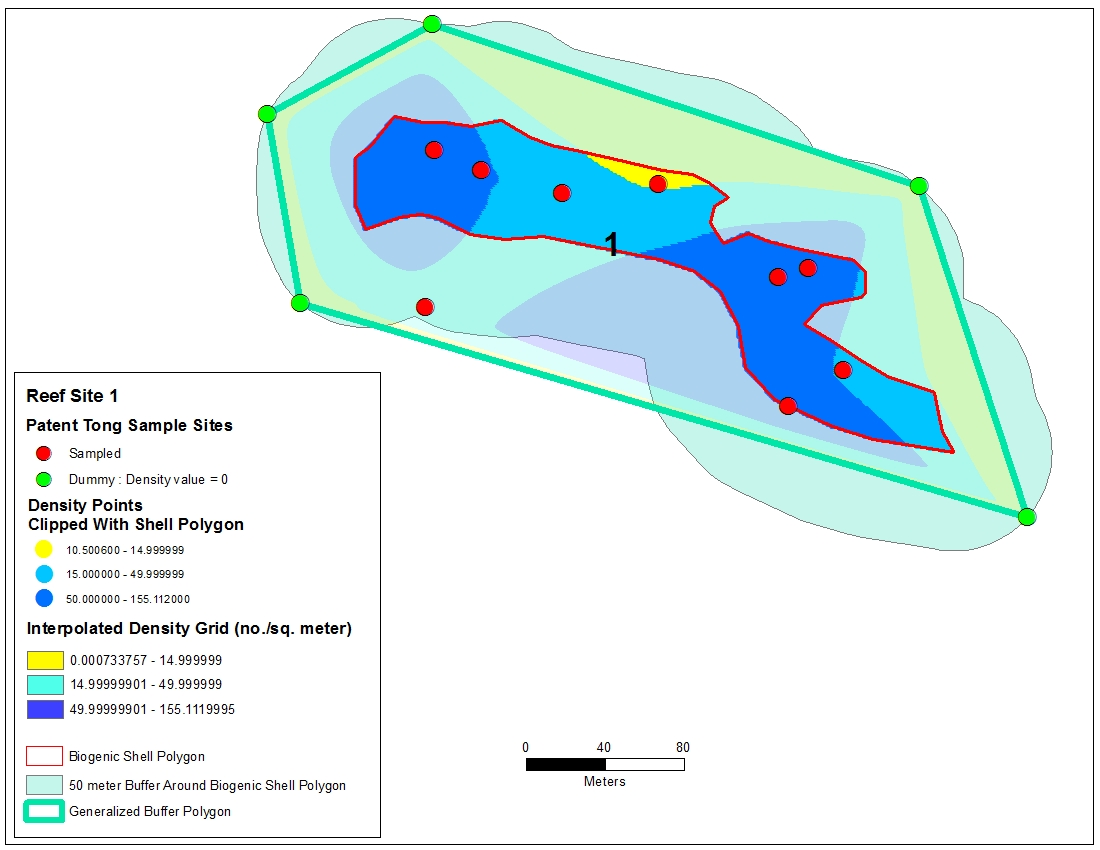 1
Reef Site 1
Patent Tong Sample Sites
Sampled
Dummy : Density value = 0
Density Points
Clipped With Shell Polygon
10.500600 - 14.999999
15.000000 - 49.999999
50.000000 - 155.112000
Interpolated Density Grid (no./sq. meter)
0.000733757 - 14.999999
14.99999901 - 49.999999
49.99999901 - 155.1119995
Biogenic Shell Polygon
50 meter Buffer Around Biogenic Shell Polygon
Generalized Buffer Polygon
0 40 80
Meters